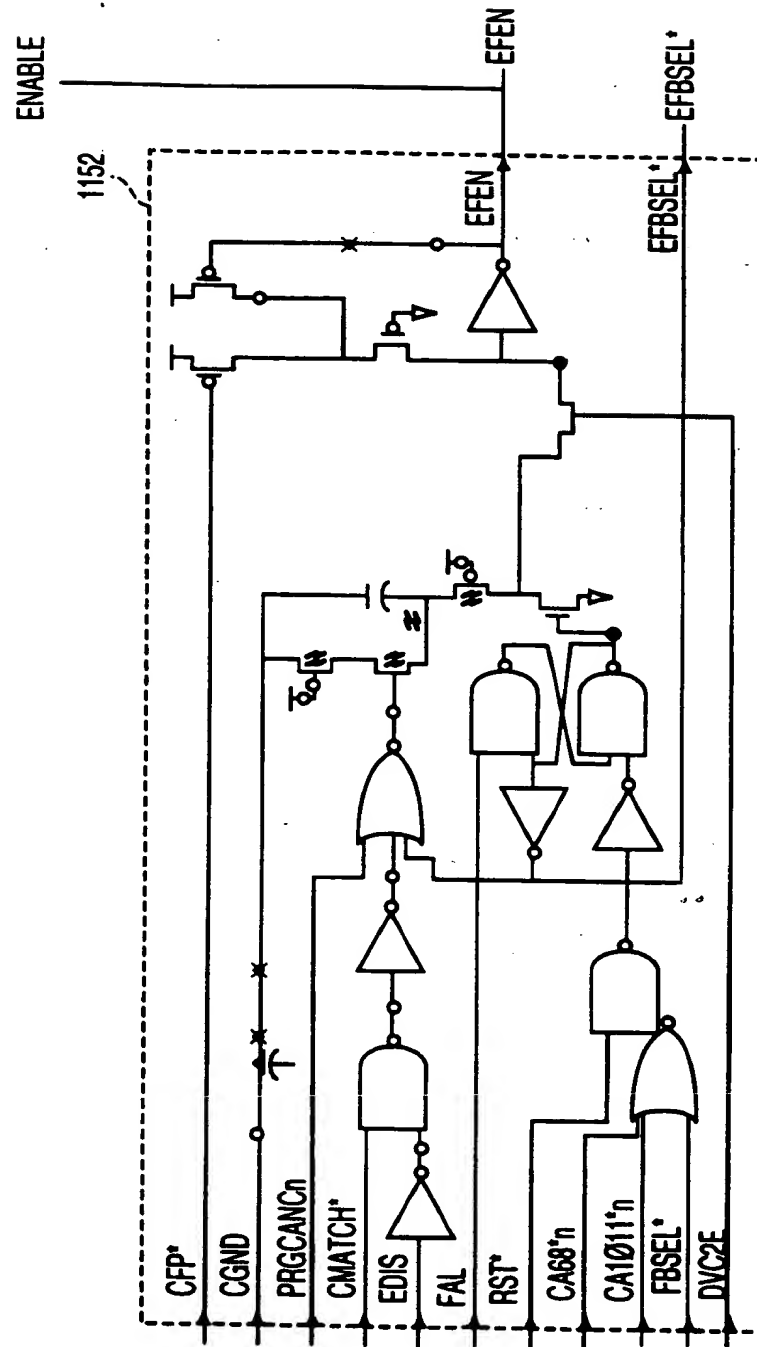 ENABLE
1152
EFEN
EFEN
EFBSEL*
EFBSEL*
CFP*
CGND
PRGCANCn
CMATCH*
EDIS
FAL
RST*
CA68*n
CA1011*n
FBSEL*
DVC2E